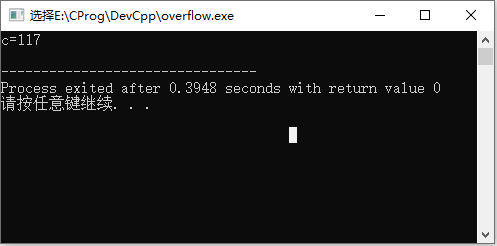 选择E:\CProg\DevCpp\overflow.exe
c=117
--------------------------------
Process exited after 0.3948 seconds with return value 0
请按任意键继续. . .